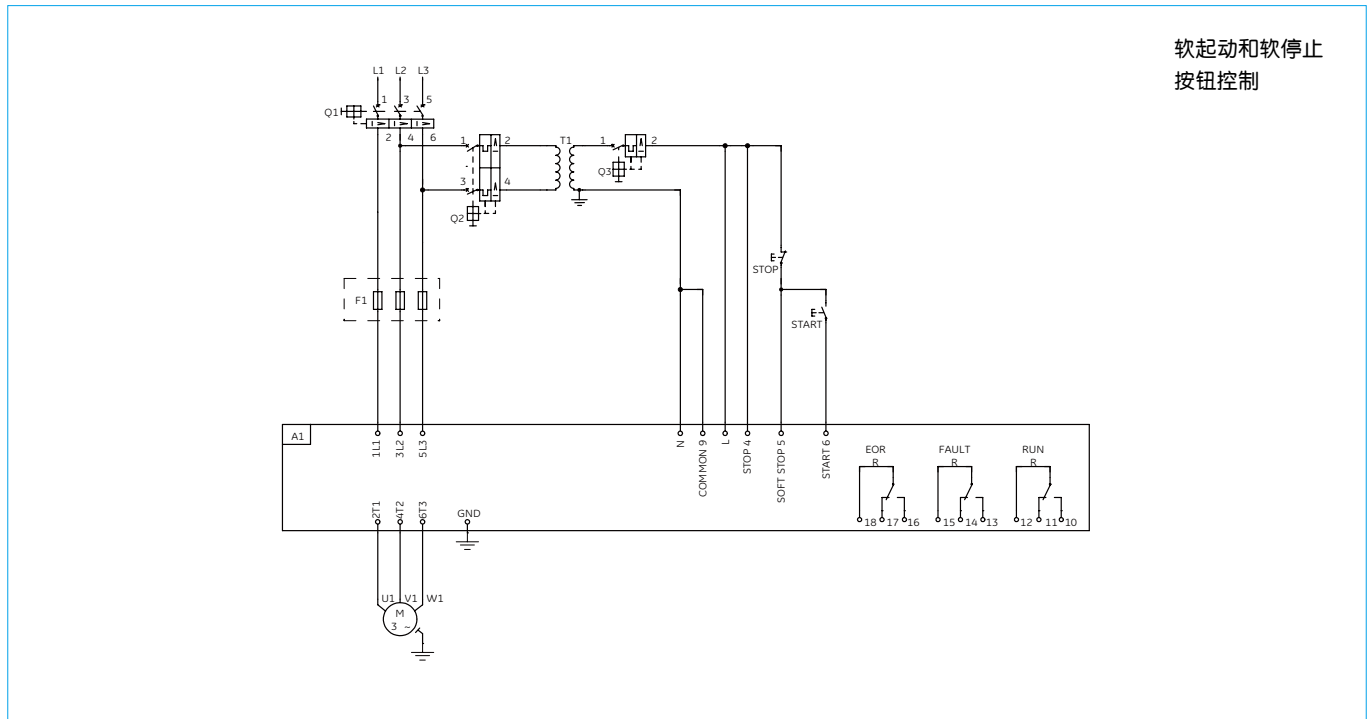 软起动和软停止
按钮控制
L1 L2 L3
Q1 1 3 5
2 4 6
1 2 T1 1 2
Q3
3 4
Q2
STOP
F1
START
A1
1L1 3L2 5L3 N COMMON 9 L STOP 4 SOFT STOP 5 START 6
EOR FAULT RUN
R R R
2T1 4T2 6T3 GND
18 17 16 15 14 13 12 11 10
U1 V1 W1
M
3 ~